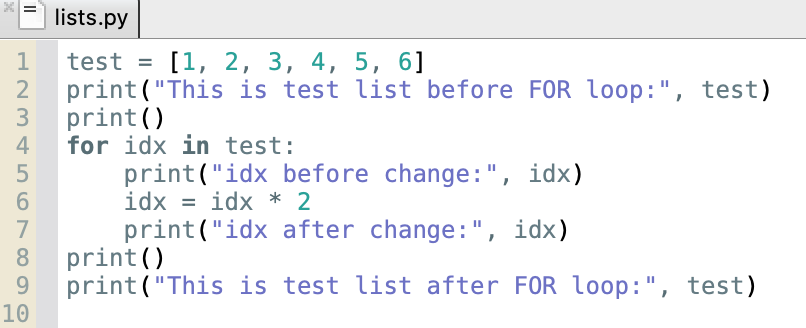 lists.py
1 test = [1, 2, 3, 4, 5, 6]
2 print("This is test list before FOR loop:", test)
3 print()
4 for idx in test:
5     print("idx before change:", idx)
6     idx = idx * 2
7     print("idx after change:", idx)
8 print()
9 print("This is test list after FOR loop:", test)
10